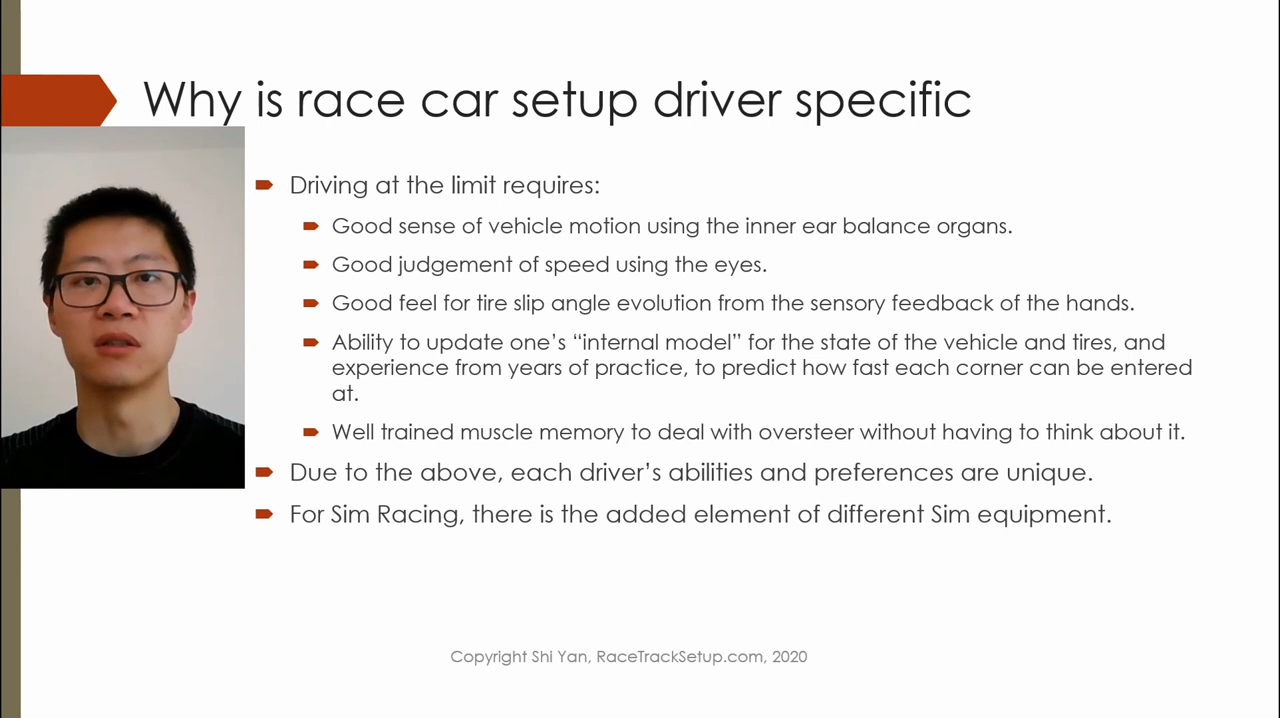 Why is race car setup driver specific
Driving at the limit requires:
Good sense of vehicle motion using the inner ear balance organs.
Good judgement of speed using the eyes.
Good feel for tire slip angle evolution from the sensory feedback of the hands.
Ability to update one’s “internal model” for the state of the vehicle and tires, and
experience from years of practice, to predict how fast each corner can be entered
at.
Well trained muscle memory to deal with oversteer without having to think about it.
Due to the above, each driver’s abilities and preferences are unique.
For Sim Racing, there is the added element of different Sim equipment.
Copyright Shi Yan, RaceTrackSetup.com, 2020